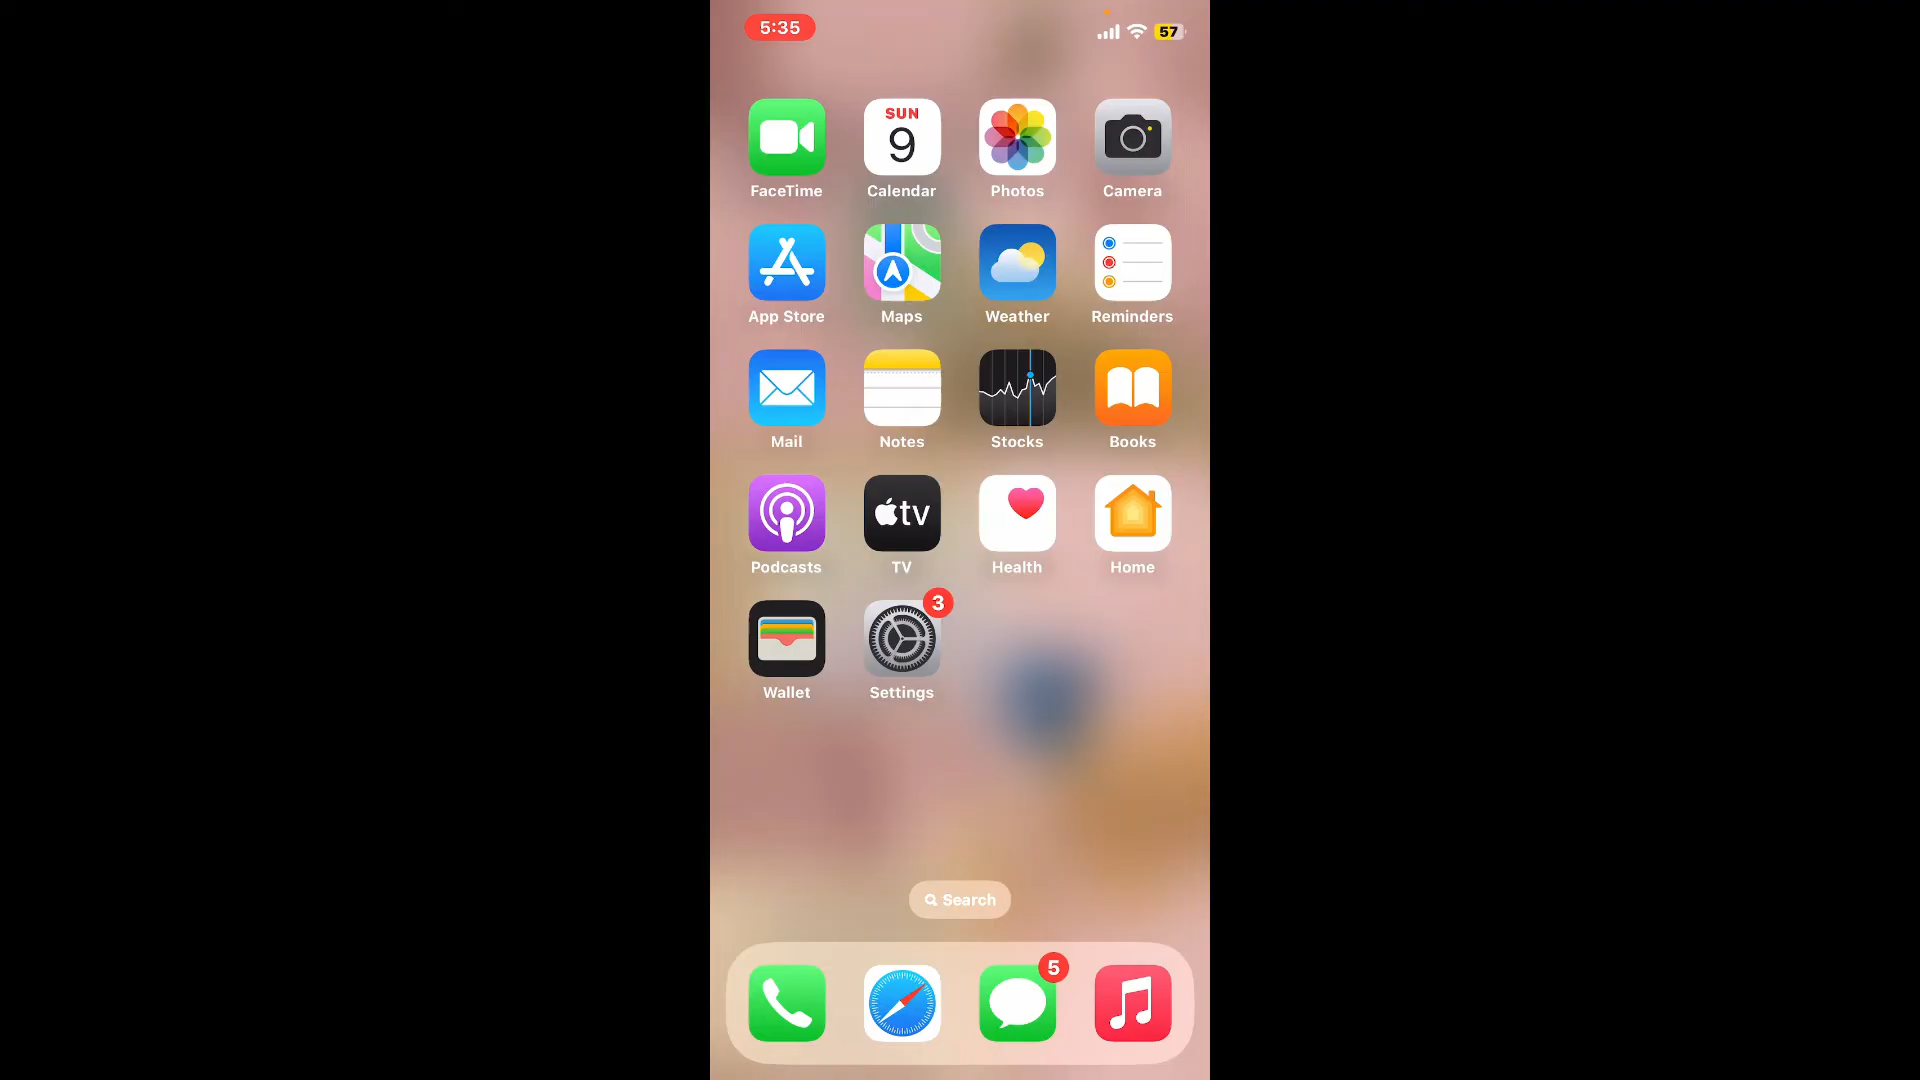 5:35
57
SUN
9
FaceTime
Calendar
Photos
Camera
App Store
Maps
Weather
Reminders
Mail
Notes
Stocks
Books
tv
Podcasts
TV
Health
Home
3
Wallet
Settings
Search
5